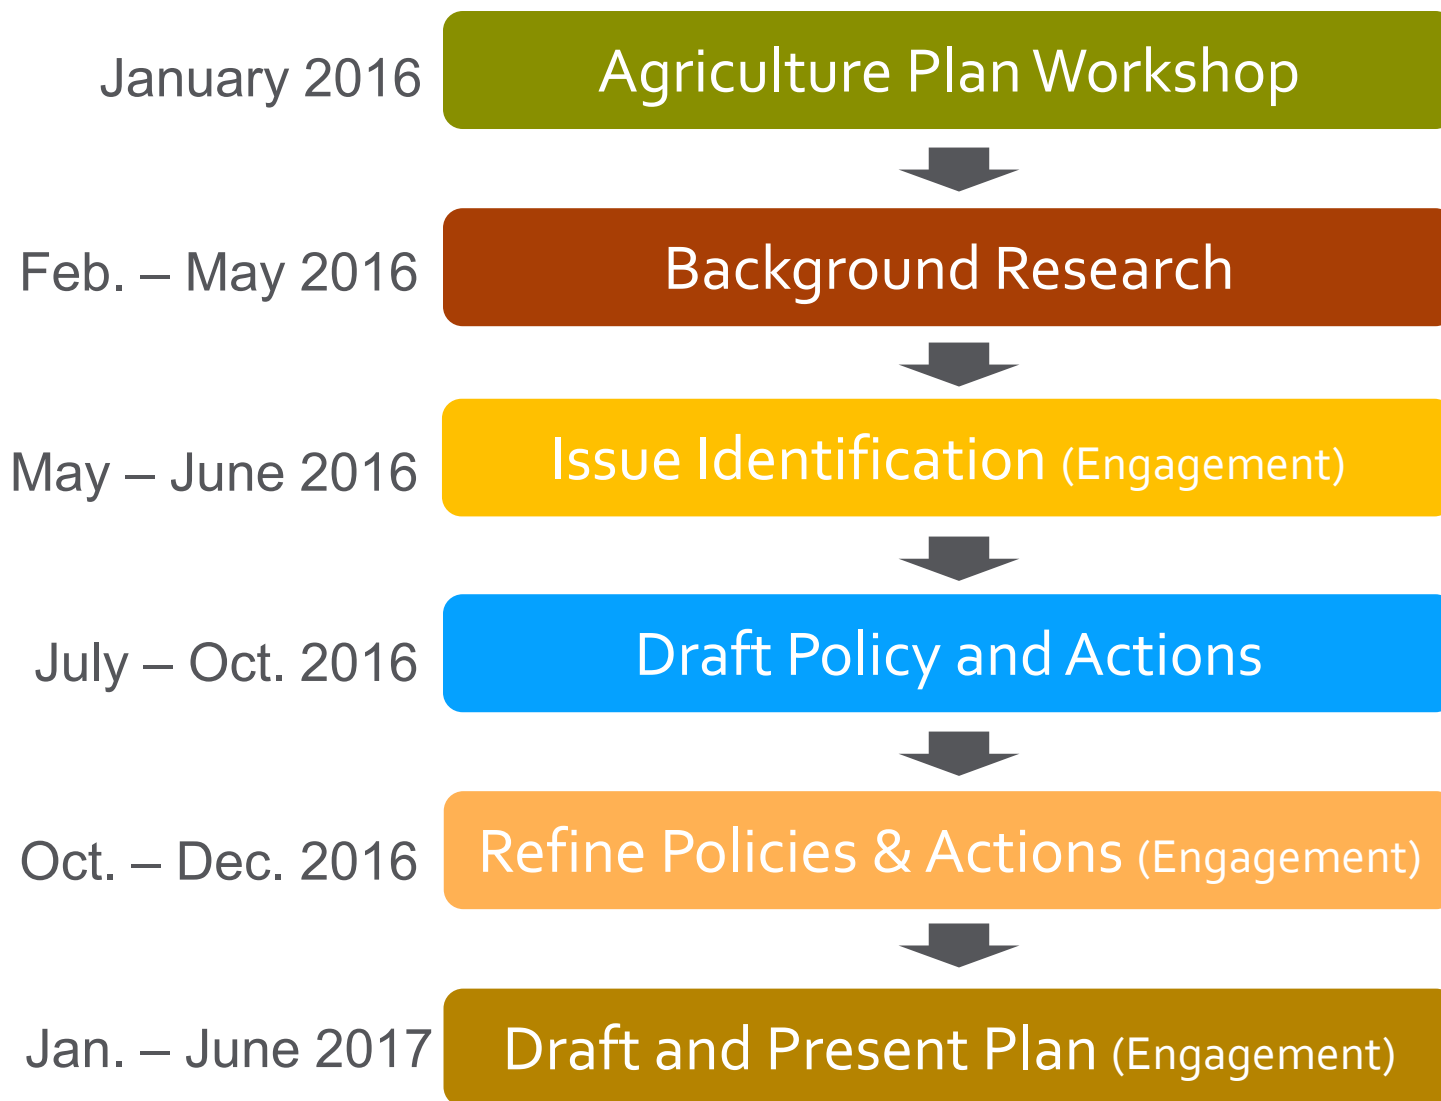 January 2016 Agriculture Plan Workshop
Feb. – May 2016 Background Research
May – June 2016 Issue Identification (Engagement)
July – Oct. 2016 Draft Policy and Actions
Oct. – Dec. 2016 Refine Policies & Actions (Engagement)
Jan. – June 2017 Draft and Present Plan (Engagement)